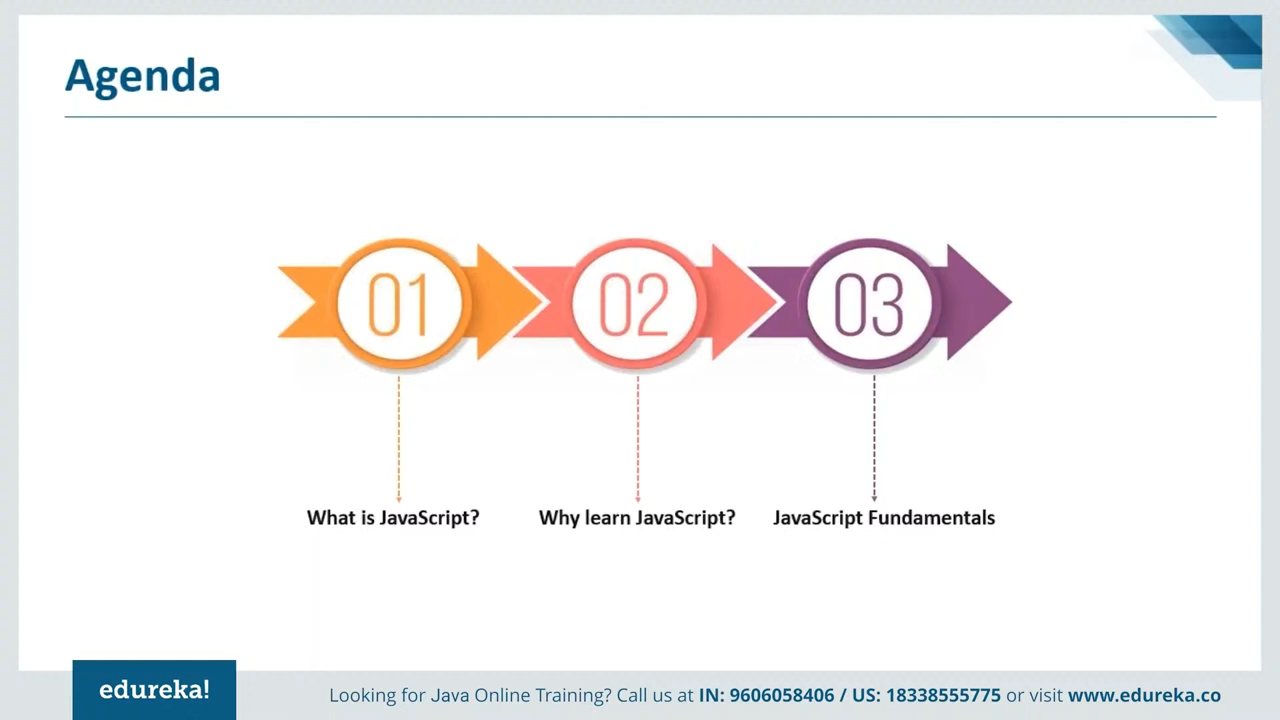 Agenda
01
02
03
What is JavaScript?
Why learn JavaScript?
JavaScript Fundamentals
edureka!
Looking for Java Online Training? Call us at IN: 9606058406 / US: 18338555775 or visit www.edureka.co